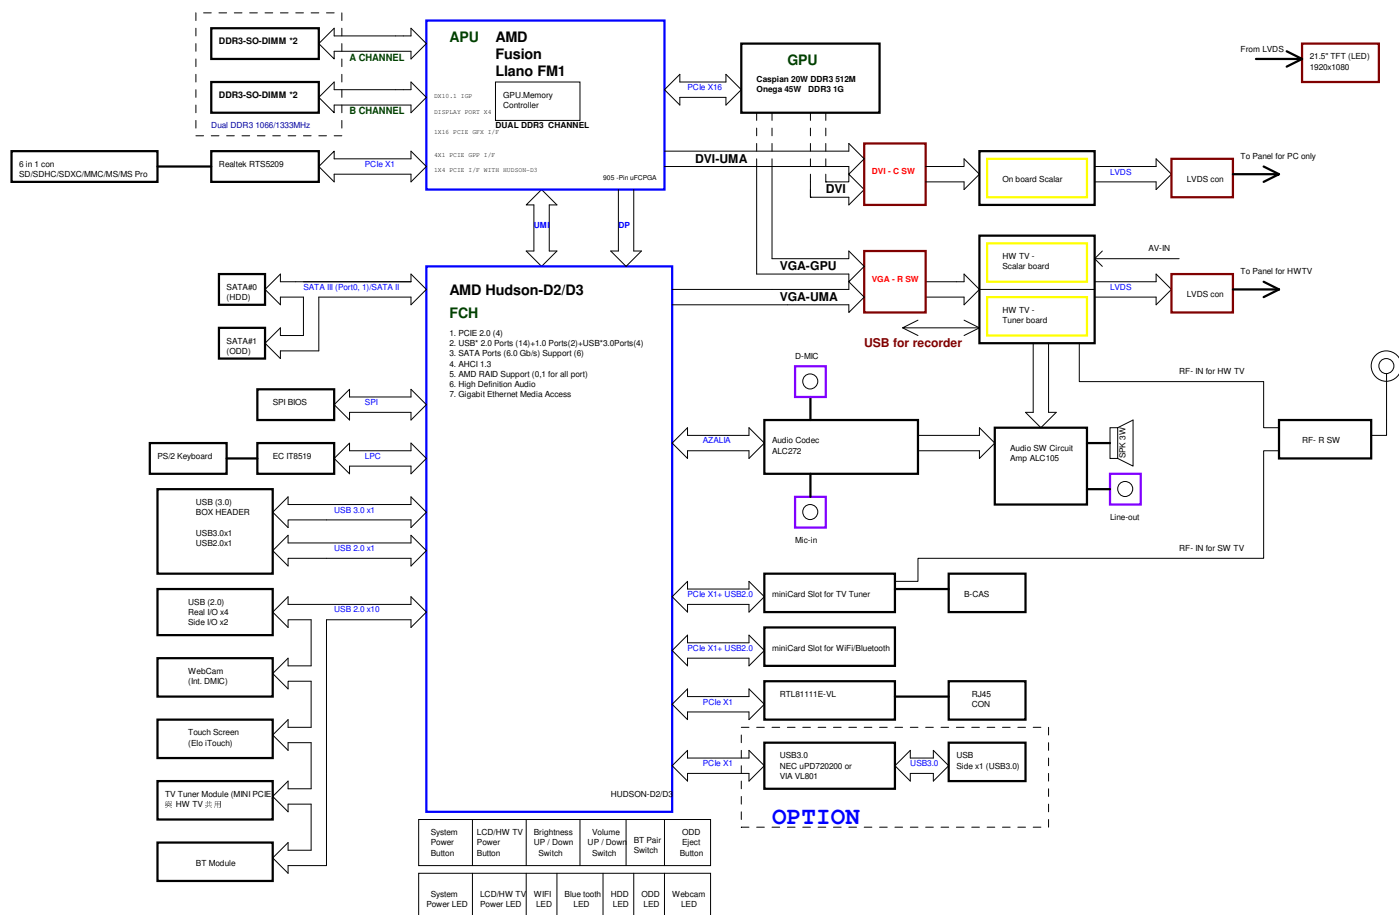 DDR3-SO-DIMM *2
A CHANNEL
DDR3-SO-DIMM *2
B CHANNEL
Dual DDR3 1066/1333MHz
6 in 1 con
SD/SDHC/SDXC/MMC/MS/MS Pro
Realtek RTS5209
PCIe X1
APU AMD
Fusion
Llano FM1
GPU.Memory
Controller
DUAL DDR3 CHANNEL
DX10.1 IGP
DISPLAY PORT X4
1X16 PCIE GFX I/F
4X1 PCIE GPP I/F
1X4 PCIE I/F WITH HUDSON-D3
905 -Pin uFCPGA
PCIe X16
GPU
Caspian 20W DDR3 512M
Onega 45W DDR3 1G
From LVDS
21.5" TFT (LED)
1920x1080
DVI-UMA
DVI
DVI - C SW
On board Scalar
LVDS
LVDS con
To Panel for PC only
UMI
DP
VGA-GPU
VGA-UMA
VGA - R SW
HW TV -
Scalar board
HW TV -
Tuner board
AV-IN
LVDS
LVDS con
To Panel for HWTV
USB for recorder
SATA#0
(HDD)
SATA III (Port0, 1)/SATA II
SATA#1
(ODD)
AMD Hudson-D2/D3
FCH
1. PCIE 2.0 (4)
2. USB* 2.0 Ports (14)+1.0 Ports(2)+USB*3.0Ports(4)
3. SATA Ports (6.0 Gb/s) Support (6)
4. AHCI 1.3
5. AMD RAID Support (0,1 for all port)
6. High Definition Audio
7. Gigabit Ethernet Media Access
HUDSON-D2/D3
SPI BIOS
SPI
PS/2 Keyboard
EC IT8519
LPC
USB (3.0)
BOX HEADER
USB3.0x1
USB2.0x1
USB 3.0 x1
USB 2.0 x1
USB (2.0)
Real I/O x4
Side I/O x2
USB 2.0 x10
WebCam
(Int. DMIC)
Touch Screen
(Elo iTouch)
TV Tuner Module (MINI PCIE
與 HW TV 共用
BT Module
D-MIC
AZALIA
Audio Codec
ALC272
Mic-in
Audio SW Circuit
Amp ALC105
SPK 3W
Line-out
RF- IN for HW TV
RF- R SW
RF- IN for SW TV
PCIe X1+ USB2.0
miniCard Slot for TV Tuner
B-CAS
PCIe X1+ USB2.0
miniCard Slot for WiFi/Bluetooth
PCIe X1
RTL81111E-VL
RJ45
CON
PCIe X1
USB3.0
NEC uPD720200 or
VIA VL801
USB3.0
USB
Side x1 (USB3.0)
OPTION
System
Power
Button
LCD/HW TV
Power
Button
Brightness
UP / Down
Switch
Volume
UP / Down
Switch
BT Pair
Switch
ODD
Eject
Button
System
Power LED
LCD/HW TV
Power LED
WIFI
LED
Blue tooth
LED
HDD
LED
ODD
LED
Webcam
LED